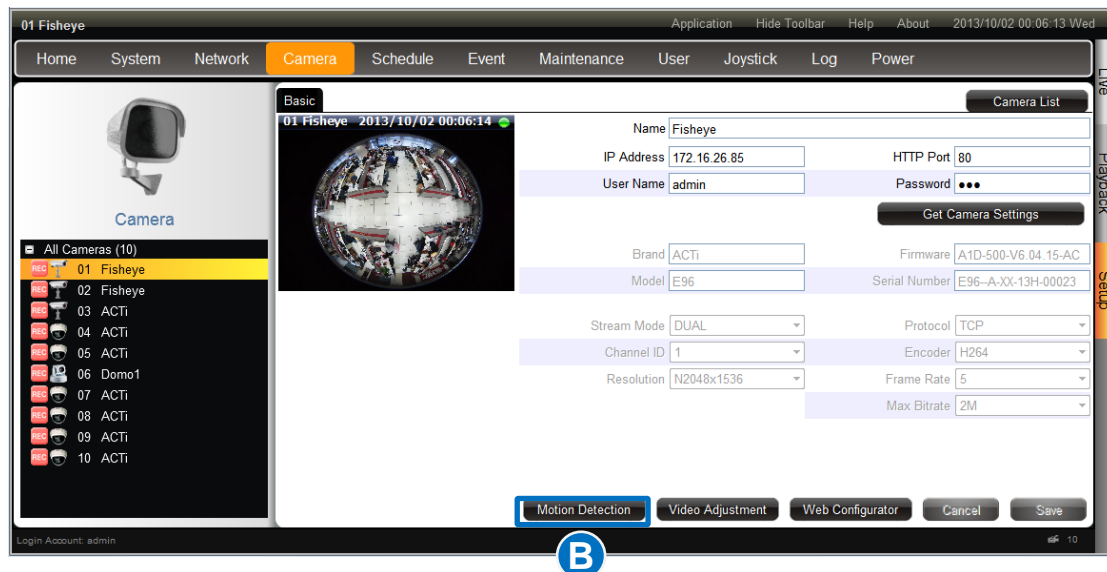 01 Fisheye Application Hide Toolbar Help About 2013/10/02 00:06:13 Wed
Home System Network Camera Schedule Event Maintenance User Joystick Log Power
Live
Playback
Setup
Camera
All Cameras (10)
REC 01 Fisheye
REC 02 Fisheye
REC 03 ACTi
REC 04 ACTi
REC 05 ACTi
REC 06 Domo1
REC 07 ACTi
REC 08 ACTi
REC 09 ACTi
REC 10 ACTi
Basic Camera List
01 Fisheye 2013/10/02 00:06:14
Name Fisheye
IP Address 172.16.26.85 HTTP Port 80
User Name admin Password •••
Get Camera Settings
Brand ACTi Firmware A1D-500-V6.04.15-AC
Model E96 Serial Number E96--A-XX-13H-00023
Stream Mode DUAL Protocol TCP
Channel ID 1 Encoder H264
Resolution N2048x1536 Frame Rate 5
Max Bitrate 2M
Motion Detection Video Adjustment Web Configurator Cancel Save
Login Account: admin 10
B